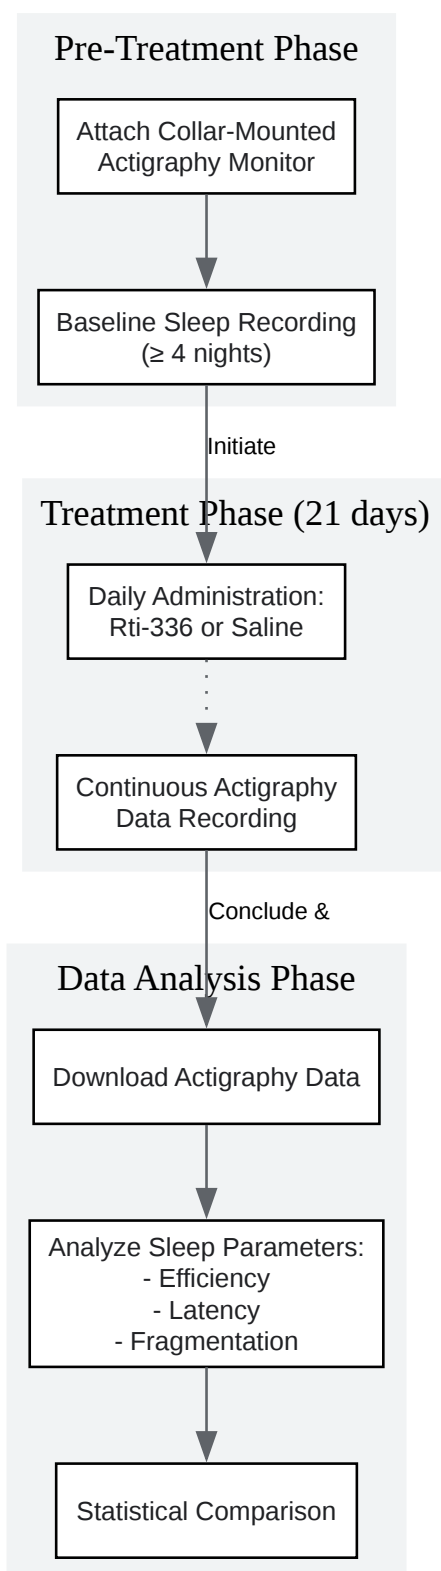 Pre-Treatment Phase
Attach Collar-Mounted
Actigraphy Monitor
Baseline Sleep Recording
(≥ 4 nights)
Initiate
Treatment Phase (21 days)
Daily Administration:
Rti-336 or Saline
Continuous Actigraphy
Data Recording
Conclude &
Data Analysis Phase
Download Actigraphy Data
Analyze Sleep Parameters:
- Efficiency
- Latency
- Fragmentation
Statistical Comparison